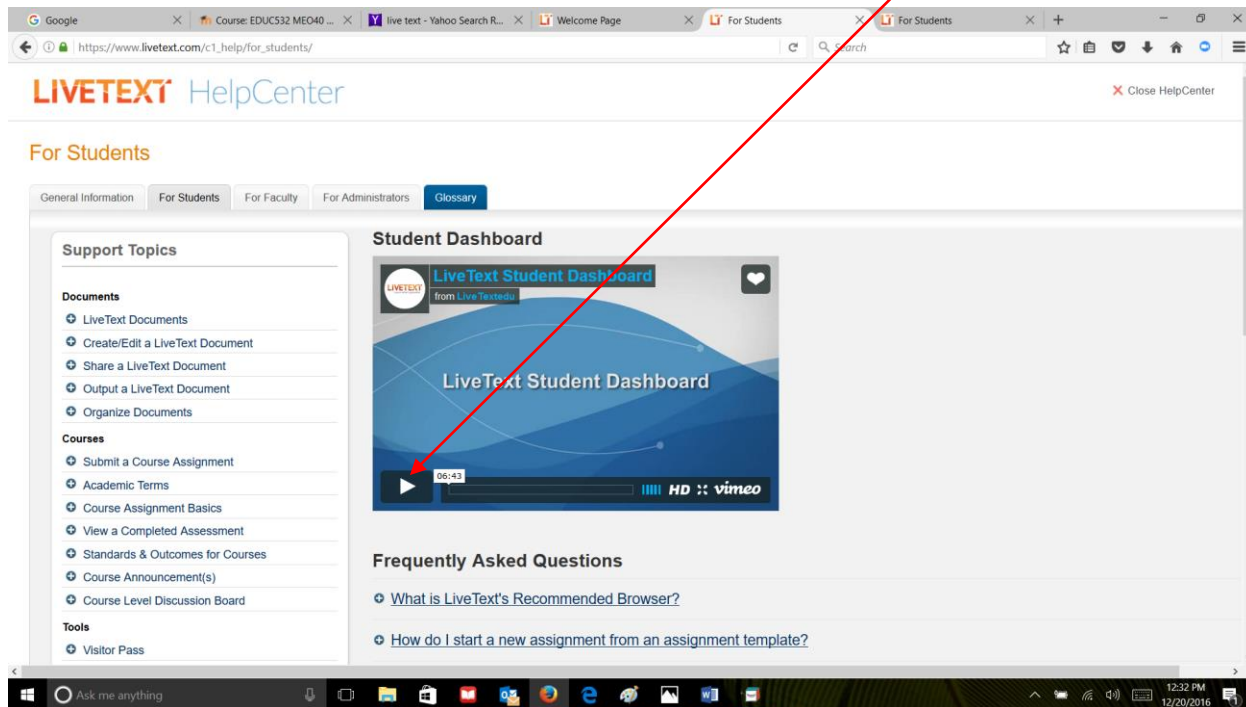 Google
Course: EDUC532 MEO40 ...
live text - Yahoo Search R...
Welcome Page
For Students
For Students
https://www.livetext.com/c1_help/for_students/
Search
LIVETEXT HelpCenter
Close HelpCenter
For Students
General Information
For Students
For Faculty
For Administrators
Glossary
Support Topics
Documents
LiveText Documents
Create/Edit a LiveText Document
Share a LiveText Document
Output a LiveText Document
Organize Documents
Courses
Submit a Course Assignment
Academic Terms
Course Assignment Basics
View a Completed Assessment
Standards & Outcomes for Courses
Course Announcement(s)
Course Level Discussion Board
Tools
Visitor Pass
Student Dashboard
LIVETEXT
LiveText Student Dashboard
from LiveTextedu
LiveText Student Dashboard
06:43
HD vimeo
Frequently Asked Questions
What is LiveText's Recommended Browser?
How do I start a new assignment from an assignment template?
Ask me anything
12:32 PM
12/20/2016